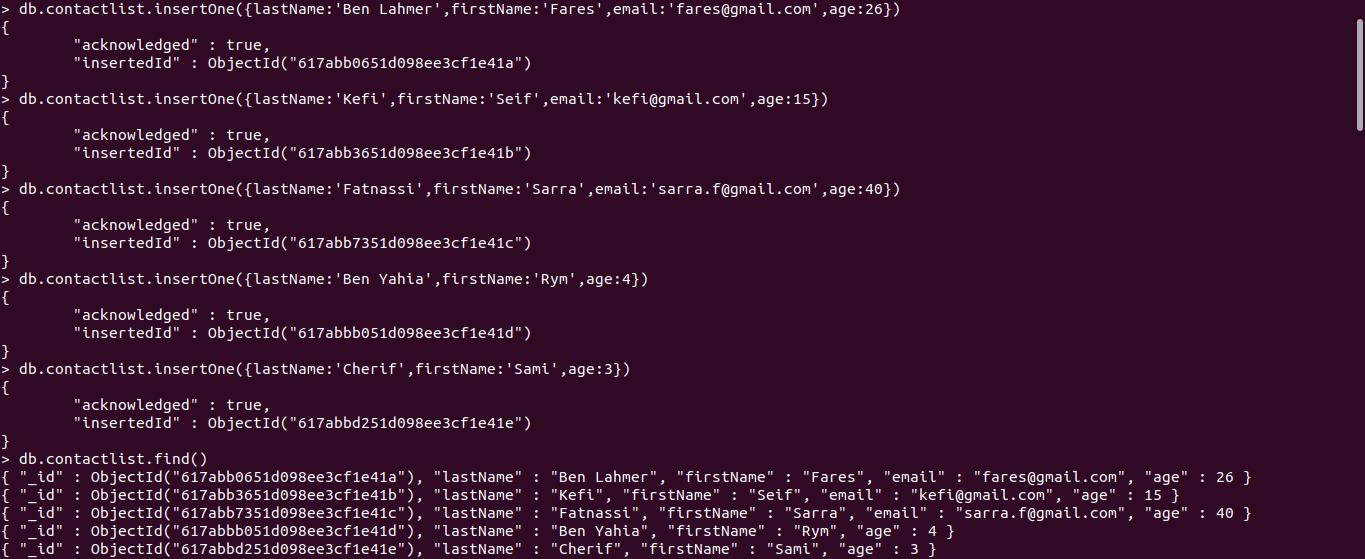 > db.contactlist.insertOne({lastName:'Ben Lahmer',firstName:'Fares',email:'fares@gmail.com',age:26})
{
        "acknowledged" : true,
        "insertedId" : ObjectId("617abb0651d098ee3cf1e41a")
}
> db.contactlist.insertOne({lastName:'Kefi',firstName:'Seif',email:'kefi@gmail.com',age:15})
{
        "acknowledged" : true,
        "insertedId" : ObjectId("617abb3651d098ee3cf1e41b")
}
> db.contactlist.insertOne({lastName:'Fatnassi',firstName:'Sarra',email:'sarra.f@gmail.com',age:40})
{
        "acknowledged" : true,
        "insertedId" : ObjectId("617abb7351d098ee3cf1e41c")
}
> db.contactlist.insertOne({lastName:'Ben Yahia',firstName:'Rym',age:4})
{
        "acknowledged" : true,
        "insertedId" : ObjectId("617abbb051d098ee3cf1e41d")
}
> db.contactlist.insertOne({lastName:'Cherif',firstName:'Sami',age:3})
{
        "acknowledged" : true,
        "insertedId" : ObjectId("617abbd251d098ee3cf1e41e")
}
> db.contactlist.find()
{ "_id" : ObjectId("617abb0651d098ee3cf1e41a"), "lastName" : "Ben Lahmer", "firstName" : "Fares", "email" : "fares@gmail.com", "age" : 26 }
{ "_id" : ObjectId("617abb3651d098ee3cf1e41b"), "lastName" : "Kefi", "firstName" : "Seif", "email" : "kefi@gmail.com", "age" : 15 }
{ "_id" : ObjectId("617abb7351d098ee3cf1e41c"), "lastName" : "Fatnassi", "firstName" : "Sarra", "email" : "sarra.f@gmail.com", "age" : 40 }
{ "_id" : ObjectId("617abbb051d098ee3cf1e41d"), "lastName" : "Ben Yahia", "firstName" : "Rym", "age" : 4 }
{ "_id" : ObjectId("617abbd251d098ee3cf1e41e"), "lastName" : "Cherif", "firstName" : "Sami", "age" : 3 }